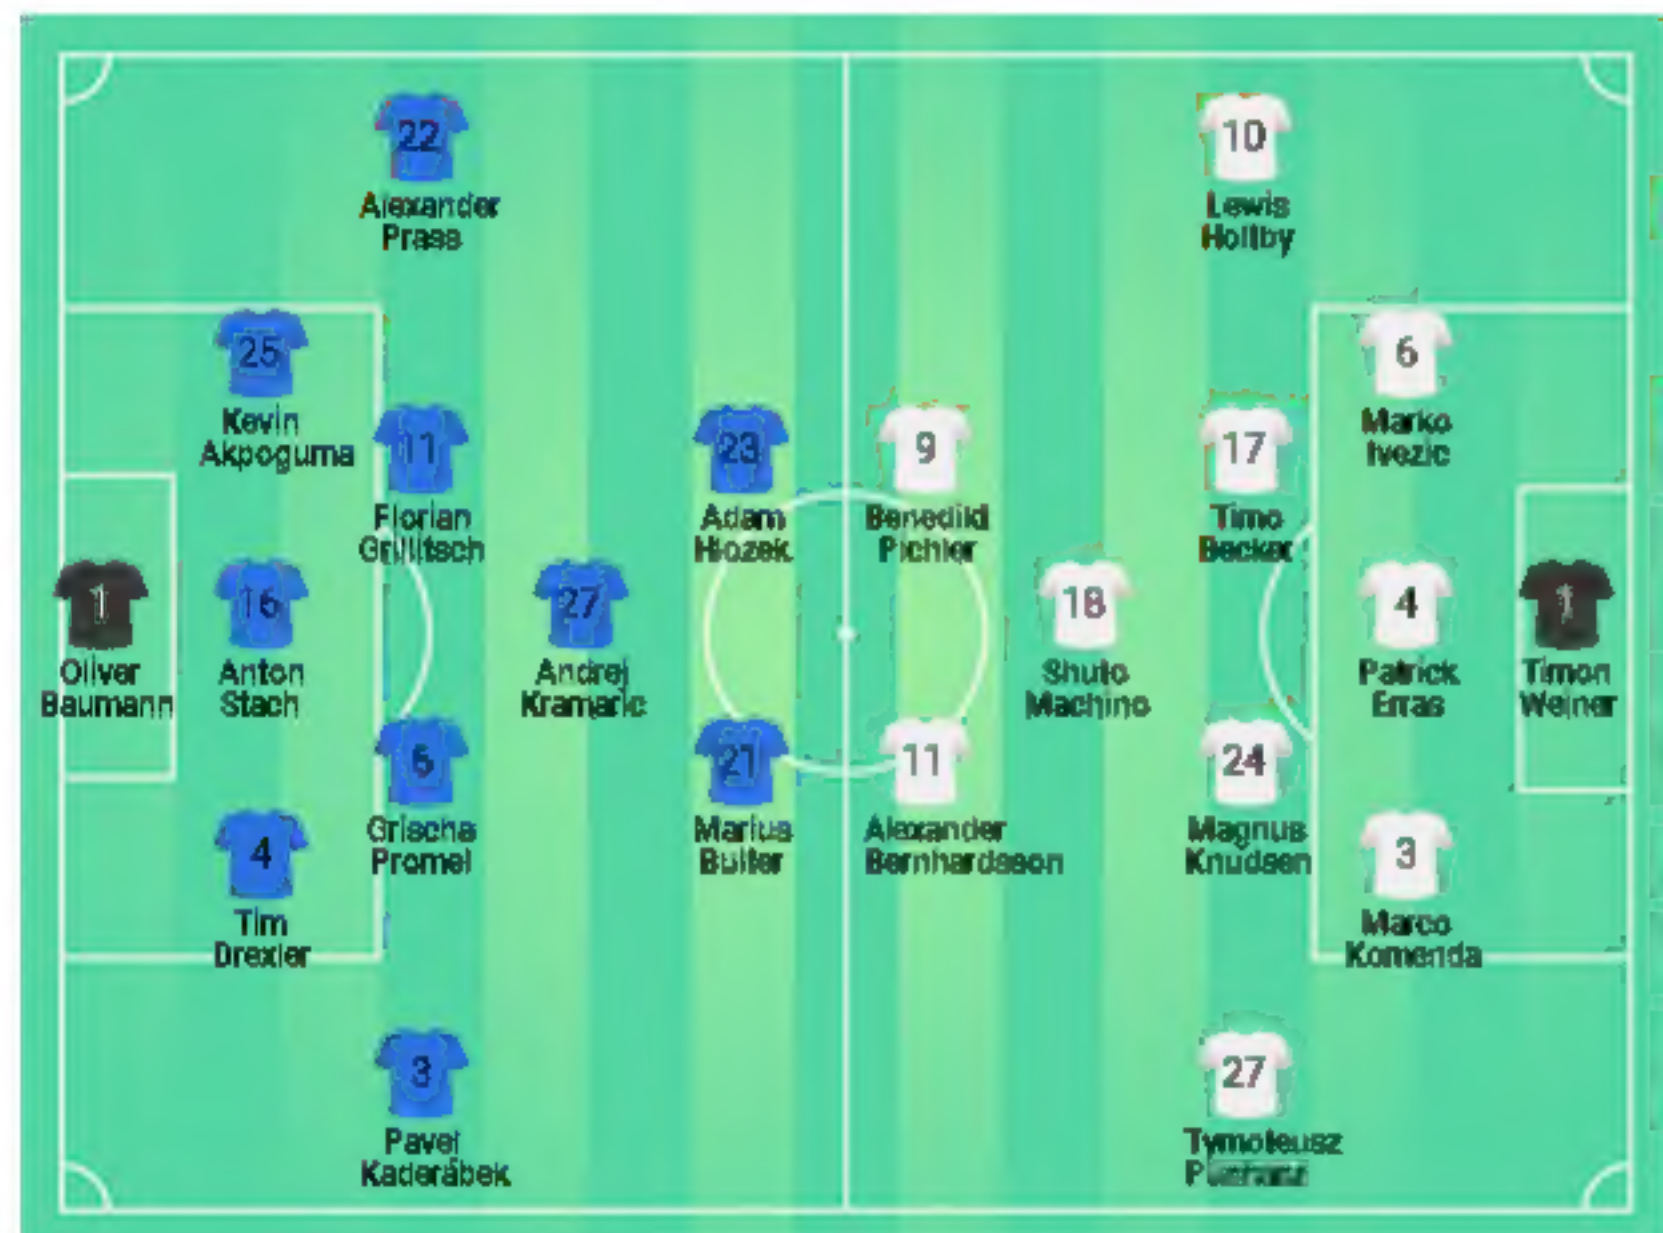 22
Alexander
Prass
10
Lewis
Holtby
25
Kevin
Akpoguma
6
Marko
Ivezic
11
Florian
Grillitsch
23
Adam
Hlozek
9
Benedikt
Pichler
17
Timo
Becker
1
Oliver
Baumann
16
Anton
Stach
27
Andrej
Kramaric
18
Shuto
Machino
4
Patrick
Erras
1
Timon
Weiner
6
Grischa
Promel
21
Marius
Bulter
11
Alexander
Bernhardsson
24
Magnus
Knudsen
4
Tim
Drexler
3
Marco
Komenda
3
Pavel
Kaderábek
27
Tymoteusz